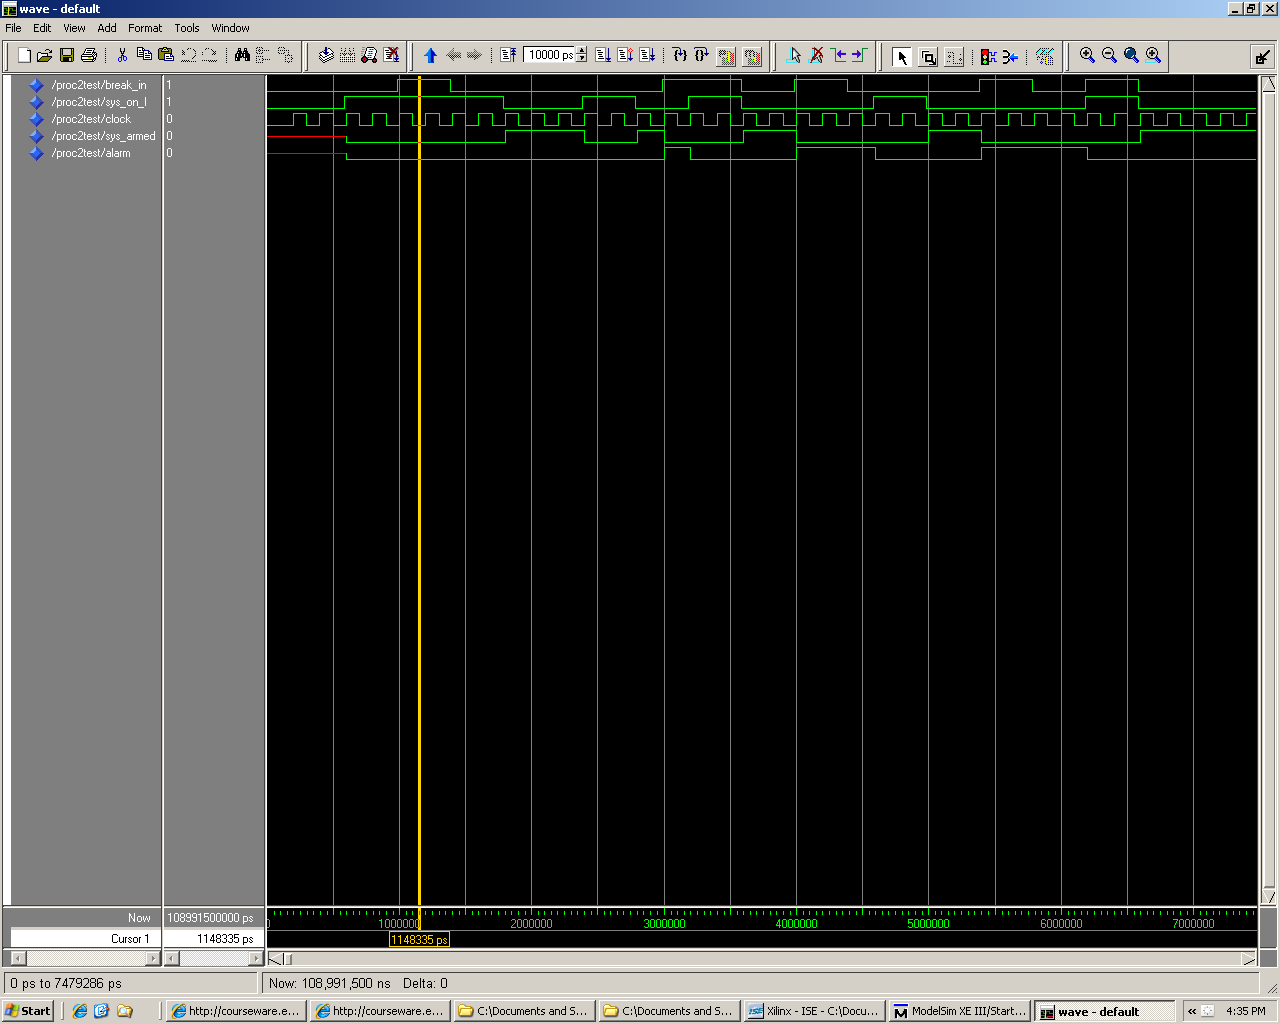 wave - default
File Edit View Add Format Tools Window
10000 ps
/proc2test/break_in 1
/proc2test/sys_on_l 1
/proc2test/clock 0
/proc2test/sys_armed 0
/proc2test/alarm 0
Now 108991500000 ps
0 1000000 2000000 3000000 4000000 5000000 6000000 7000000
Cursor 1 1148335 ps
1148335 ps
0 ps to 7479286 ps
Now: 108,991,500 ns Delta: 0
Start
http://courseware.e...
http://courseware.e...
C:\Documents and S...
C:\Documents and S...
Xilinx - ISE - C:\Docu...
ModelSim XE III/Start...
wave - default
4:35 PM